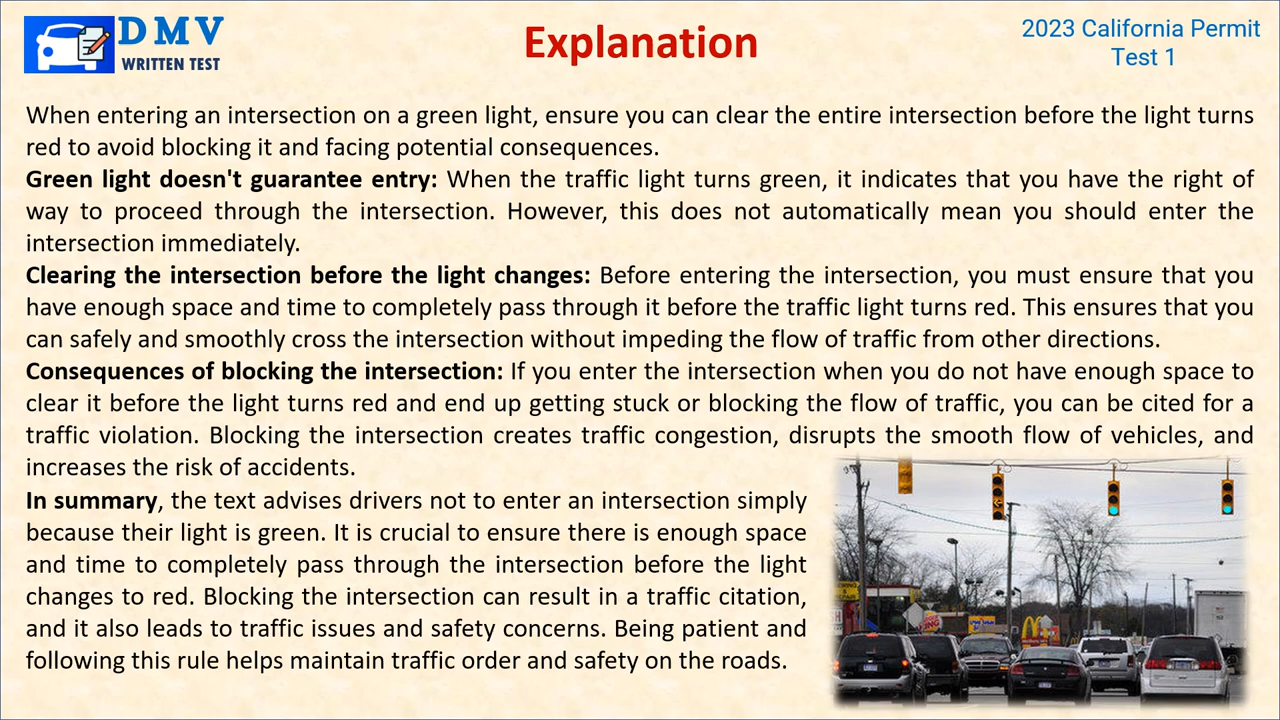 DMV
WRITTEN TEST
Explanation
2023 California Permit
Test 1
When entering an intersection on a green light, ensure you can clear the entire intersection before the light turns
red to avoid blocking it and facing potential consequences.
Green light doesn't guarantee entry: When the traffic light turns green, it indicates that you have the right of
way to proceed through the intersection. However, this does not automatically mean you should enter the
intersection immediately.
Clearing the intersection before the light changes: Before entering the intersection, you must ensure that you
have enough space and time to completely pass through it before the traffic light turns red. This ensures that you
can safely and smoothly cross the intersection without impeding the flow of traffic from other directions.
Consequences of blocking the intersection: If you enter the intersection when you do not have enough space to
clear it before the light turns red and end up getting stuck or blocking the flow of traffic, you can be cited for a
traffic violation. Blocking the intersection creates traffic congestion, disrupts the smooth flow of vehicles, and
increases the risk of accidents.
In summary, the text advises drivers not to enter an intersection simply
because their light is green. It is crucial to ensure there is enough space
and time to completely pass through the intersection before the light
changes to red. Blocking the intersection can result in a traffic citation,
and it also leads to traffic issues and safety concerns. Being patient and
following this rule helps maintain traffic order and safety on the roads.